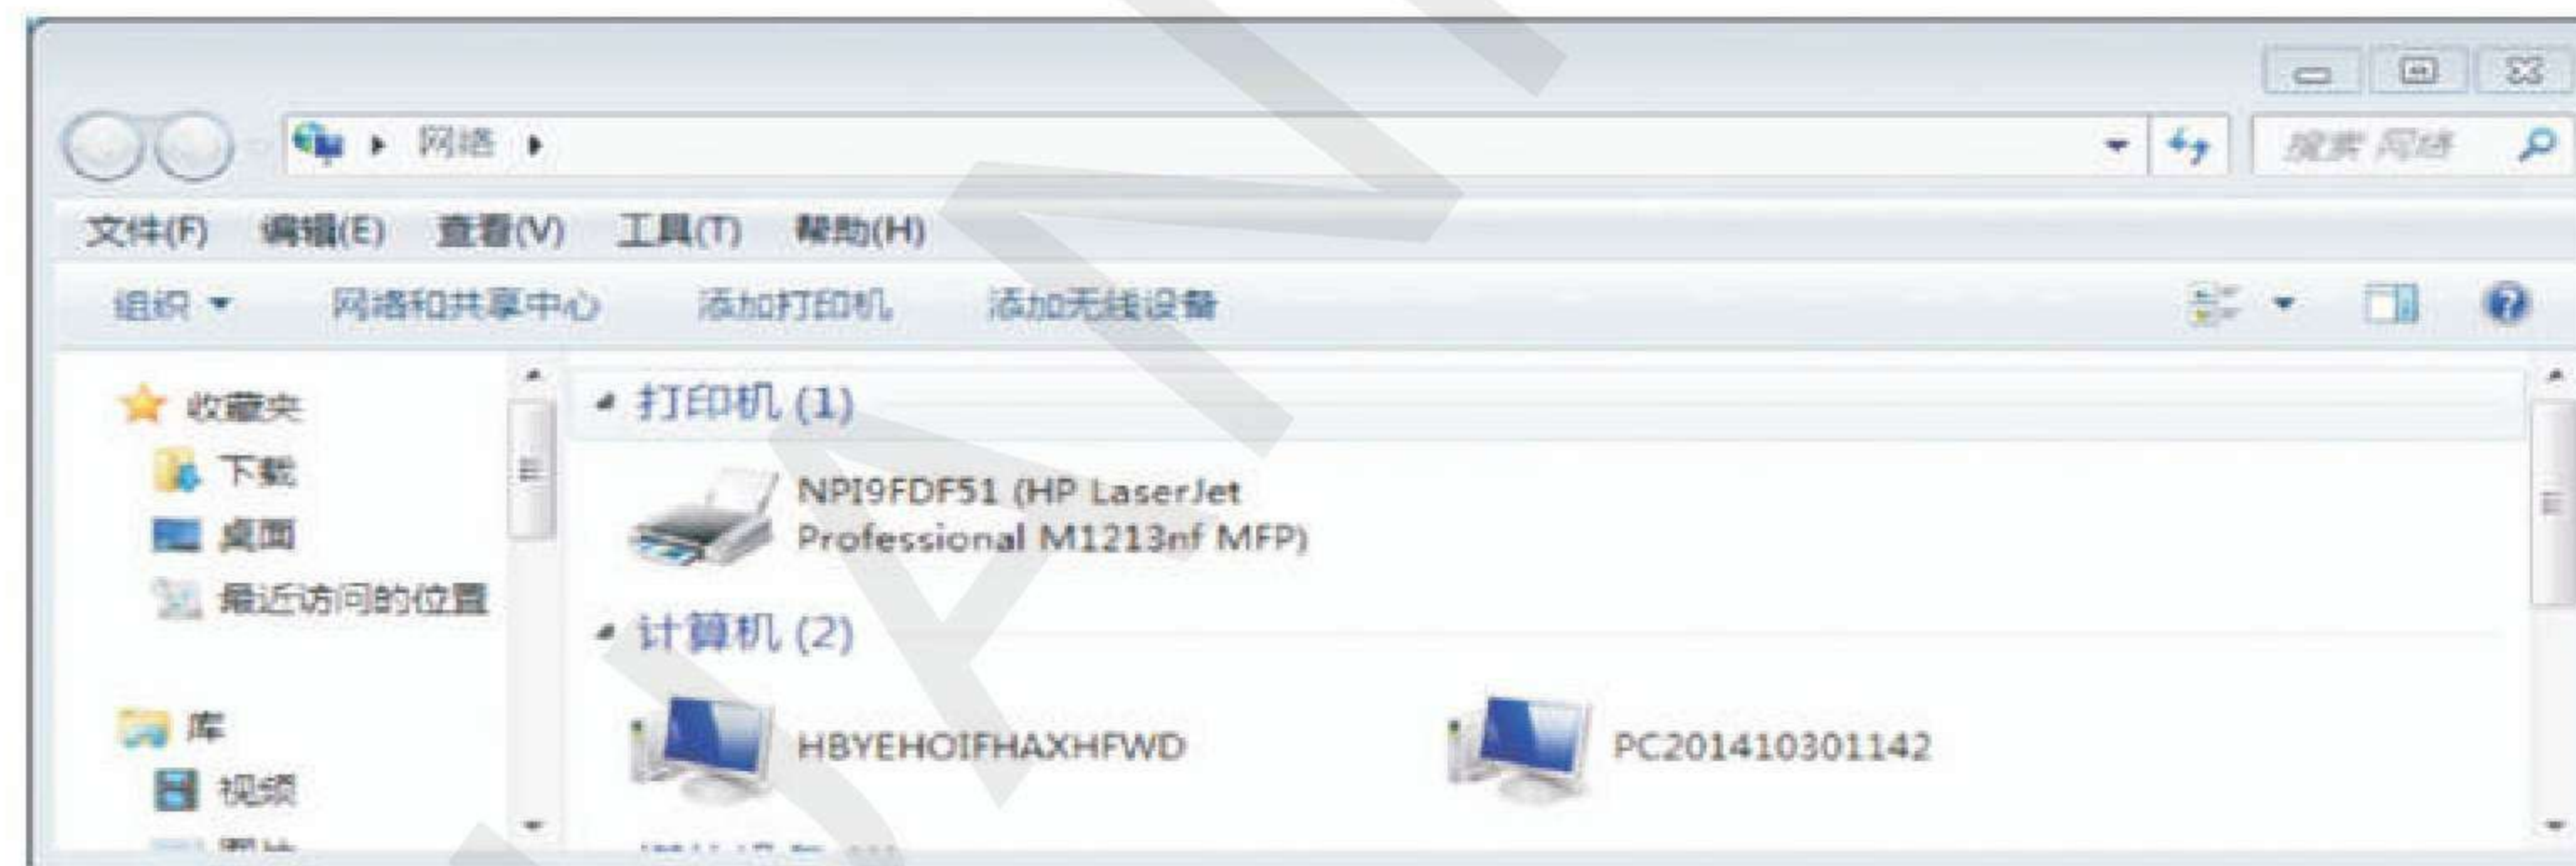 网络
搜索 网络
文件(F) 编辑(E) 查看(V) 工具(T) 帮助(H)
组织 网络和共享中心 添加打印机 添加无线设备
收藏夹
下载
桌面
最近访问的位置
库
视频
打印机 (1)
NPI9FDF51 (HP LaserJet
Professional M1213nf MFP)
计算机 (2)
HBYEHOIFHAXHFWD
PC201410301142